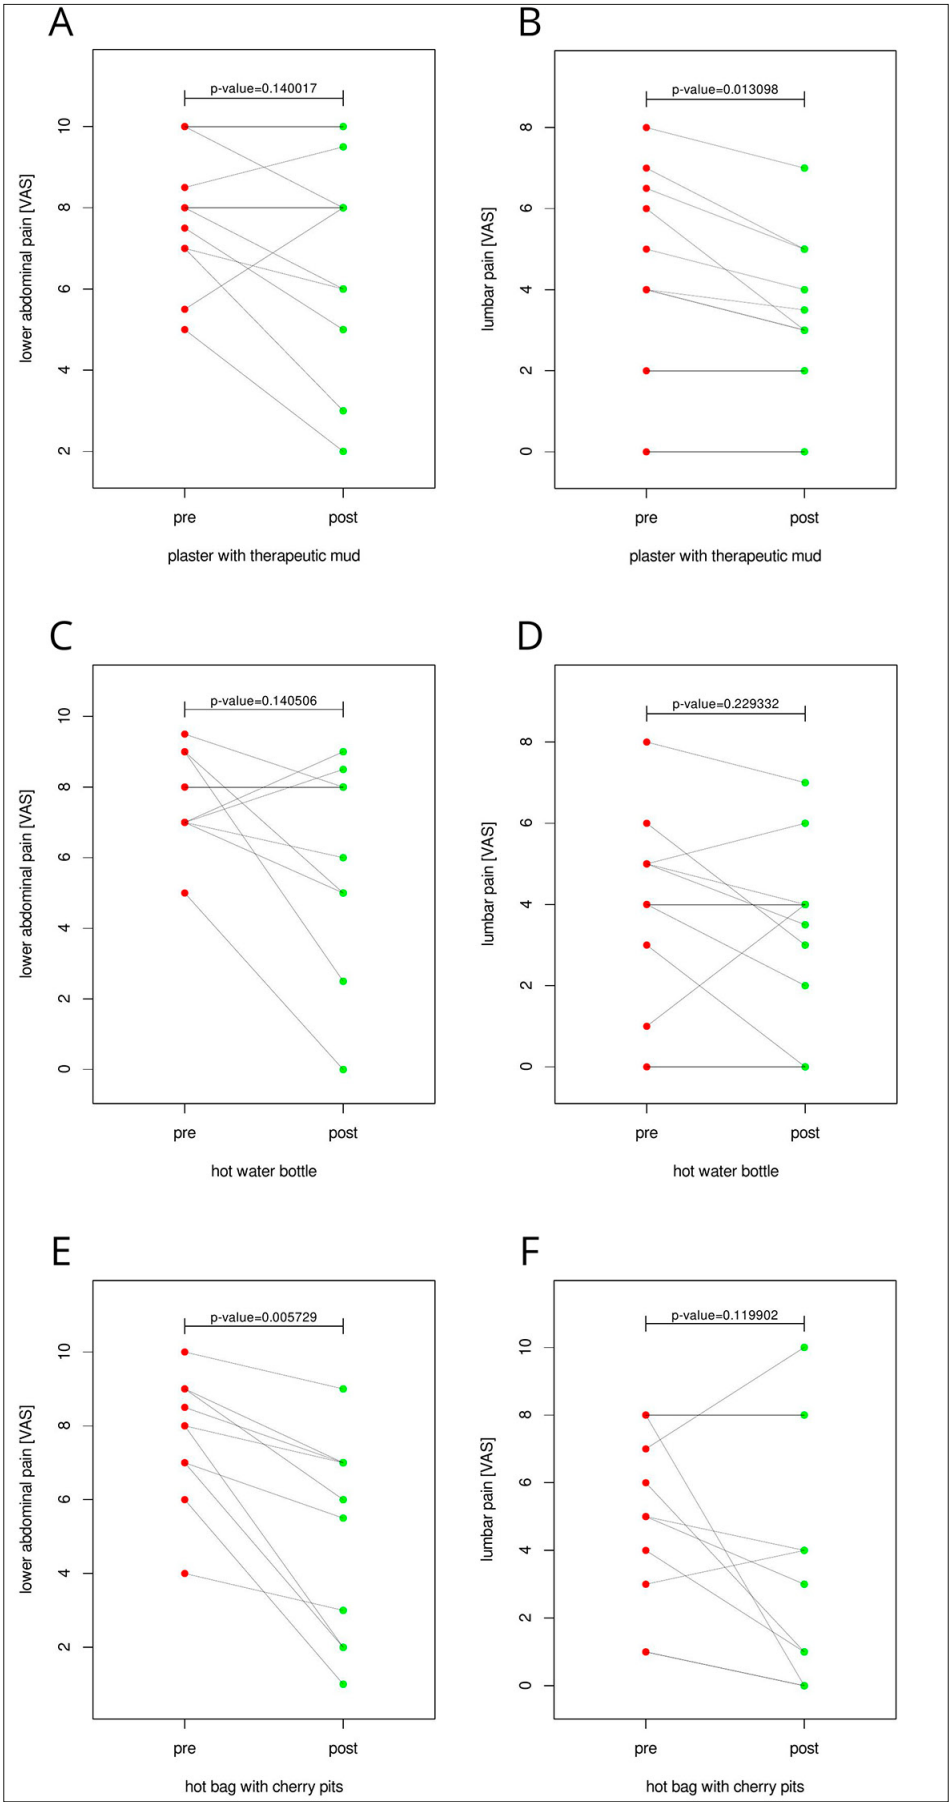 A
p-value=0.140017
lower abdominal pain [VAS]
10
8
6
4
2
pre post
plaster with therapeutic mud
B
p-value=0.013098
lumbar pain [VAS]
8
6
4
2
0
pre post
plaster with therapeutic mud
C
p-value=0.140506
lower abdominal pain [VAS]
10
8
6
4
2
0
pre post
hot water bottle
D
p-value=0.229332
lumbar pain [VAS]
8
6
4
2
0
pre post
hot water bottle
E
p-value=0.005729
lower abdominal pain [VAS]
10
8
6
4
2
pre post
hot bag with cherry pits
F
p-value=0.119902
lumbar pain [VAS]
10
8
6
4
2
0
pre post
hot bag with cherry pits